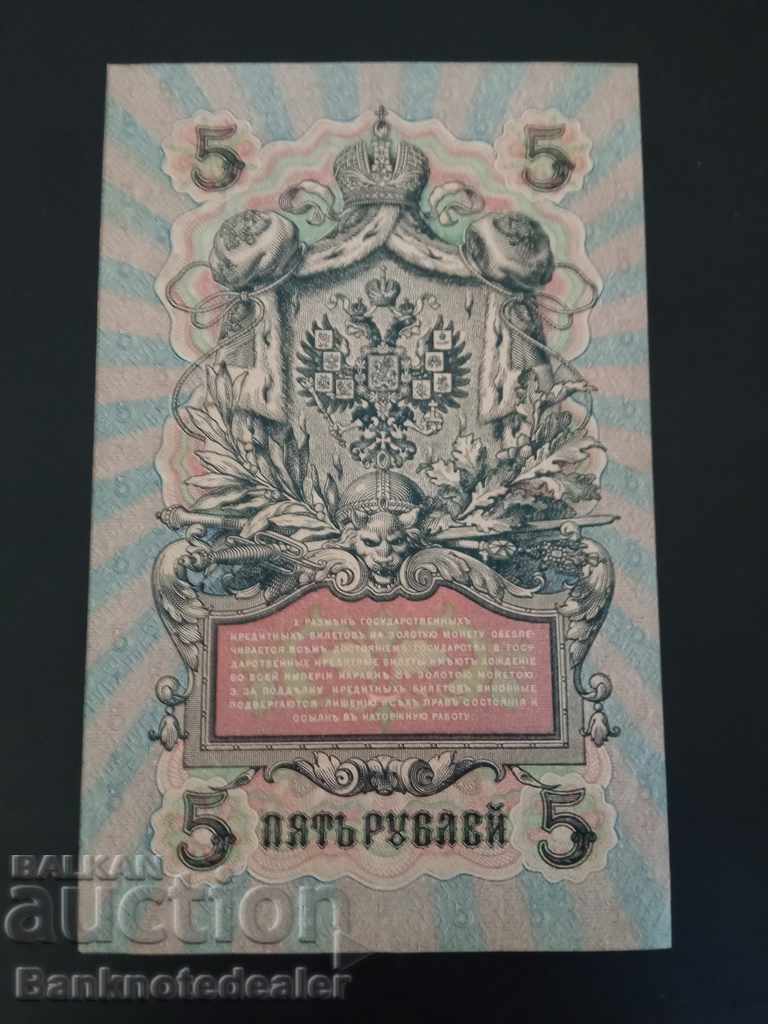 5 5
1. РАЗМѢНЪ ГОСУДАРСТВЕННЫХЪ
КРЕДИТНЫХЪ БИЛЕТОВЪ НА ЗОЛОТУЮ МОНЕТУ ОБЕЗПЕ-
ЧИВАЕТСЯ ВСѢМЪ ДОСТОЯНІЕМЪ ГОСУДАРСТВА. 2. ГОСУ-
ДАРСТВЕННЫЕ КРЕДИТНЫЕ БИЛЕТЫ ИМѢЮТЪ ХОЖДЕНІЕ
ВО ВСЕЙ ИМПЕРІИ НАРАВНѢ СЪ ЗОЛОТОЮ МОНЕТОЮ.
3. ЗА ПОДДѢЛКУ КРЕДИТНЫХЪ БИЛЕТОВЪ ВИНОВНЫЕ
ПОДВЕРГАЮТСЯ ЛИШЕНІЮ ВСѢХЪ ПРАВЪ СОСТОЯНІЯ И
ССЫЛКѢ ВЪ КАТОРЖНУЮ РАБОТУ.
5 ПЯТЬ РУБЛЕЙ 5
BALKAN
auction
Banknotedealer